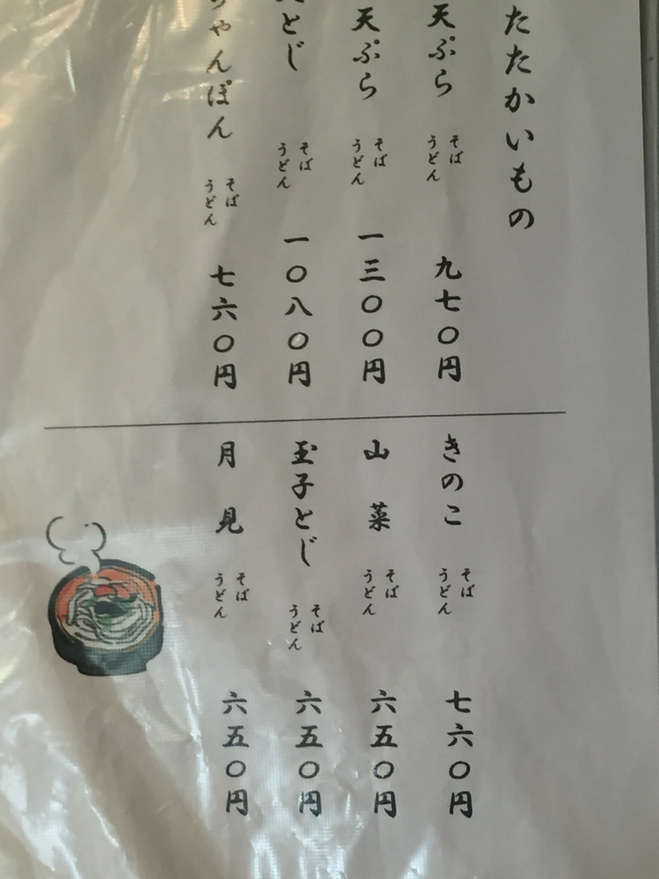 たたかいもの
天ぷら そば うどん 九七〇円
天ぷら そば うどん 一三〇〇円
とじ そば うどん 一〇八〇円
ちゃんぽん そば うどん 七六〇円
きのこ そば うどん 七六〇円
山菜 そば うどん 六五〇円
玉子とじ そば うどん 六五〇円
月見 そば うどん 六五〇円